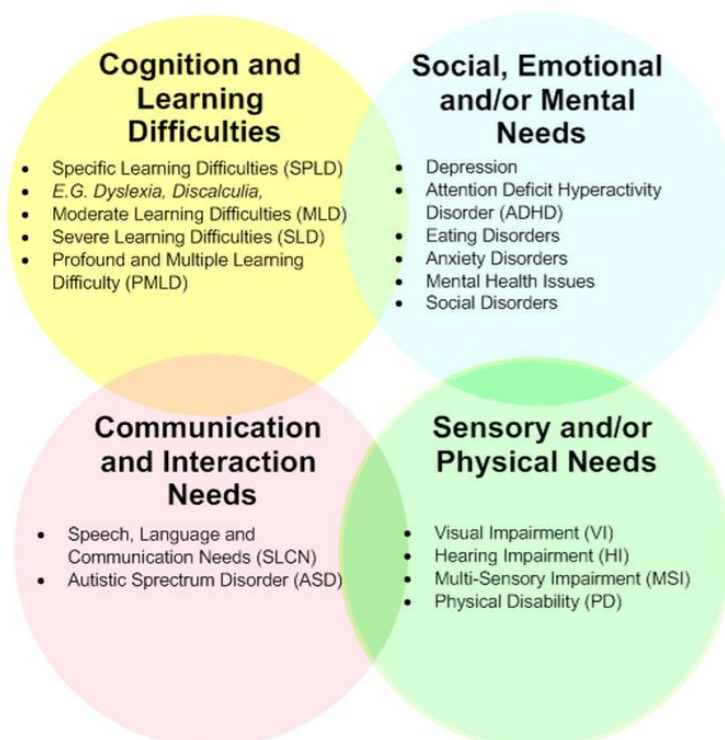 Cognition and
Learning
Difficulties
• Specific Learning Difficulties (SPLD)
• E.G. Dyslexia, Discalculia,
• Moderate Learning Difficulties (MLD)
• Severe Learning Difficulties (SLD)
• Profound and Multiple Learning
Difficulty (PMLD)
Social, Emotional
and/or Mental
Needs
• Depression
• Attention Deficit Hyperactivity
Disorder (ADHD)
• Eating Disorders
• Anxiety Disorders
• Mental Health Issues
• Social Disorders
Communication
and Interaction
Needs
• Speech, Language and
Communication Needs (SLCN)
• Autistic Sprectrum Disorder (ASD)
Sensory and/or
Physical Needs
• Visual Impairment (VI)
• Hearing Impairment (HI)
• Multi-Sensory Impairment (MSI)
• Physical Disability (PD)